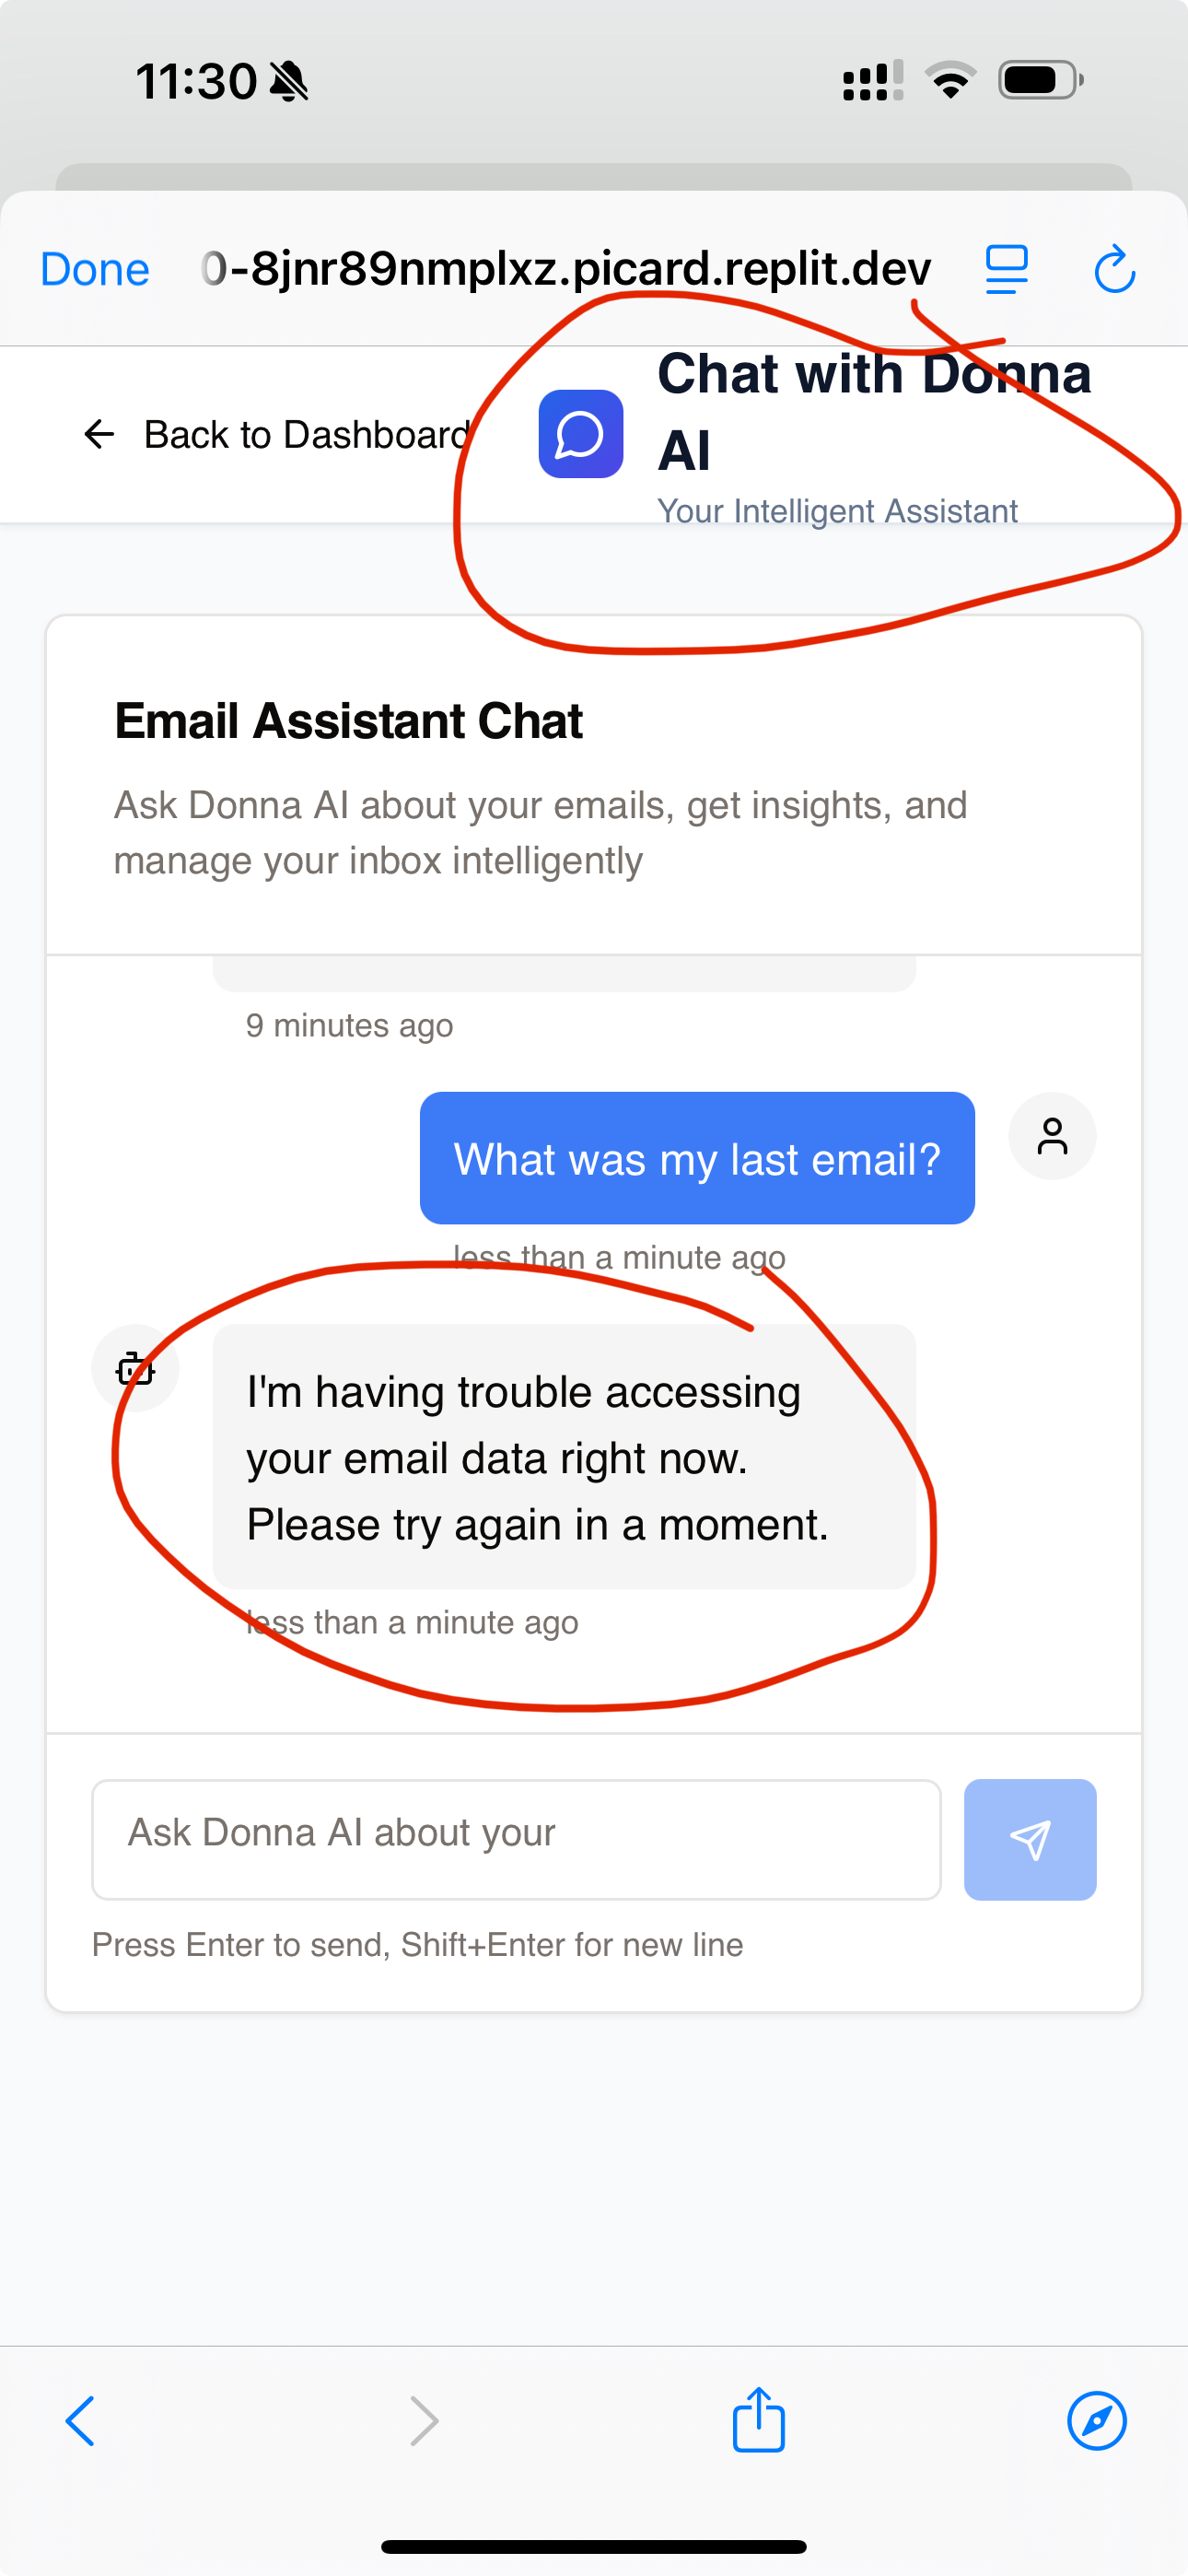 11:30
Done
0-8jnr89nmplxz.picard.replit.dev
Back to Dashboard
Chat with Donna
AI
Your Intelligent Assistant
Email Assistant Chat
Ask Donna AI about your emails, get insights, and
manage your inbox intelligently
9 minutes ago
What was my last email?
less than a minute ago
I'm having trouble accessing
your email data right now.
Please try again in a moment.
less than a minute ago
Ask Donna AI about your
Press Enter to send, Shift+Enter for new line